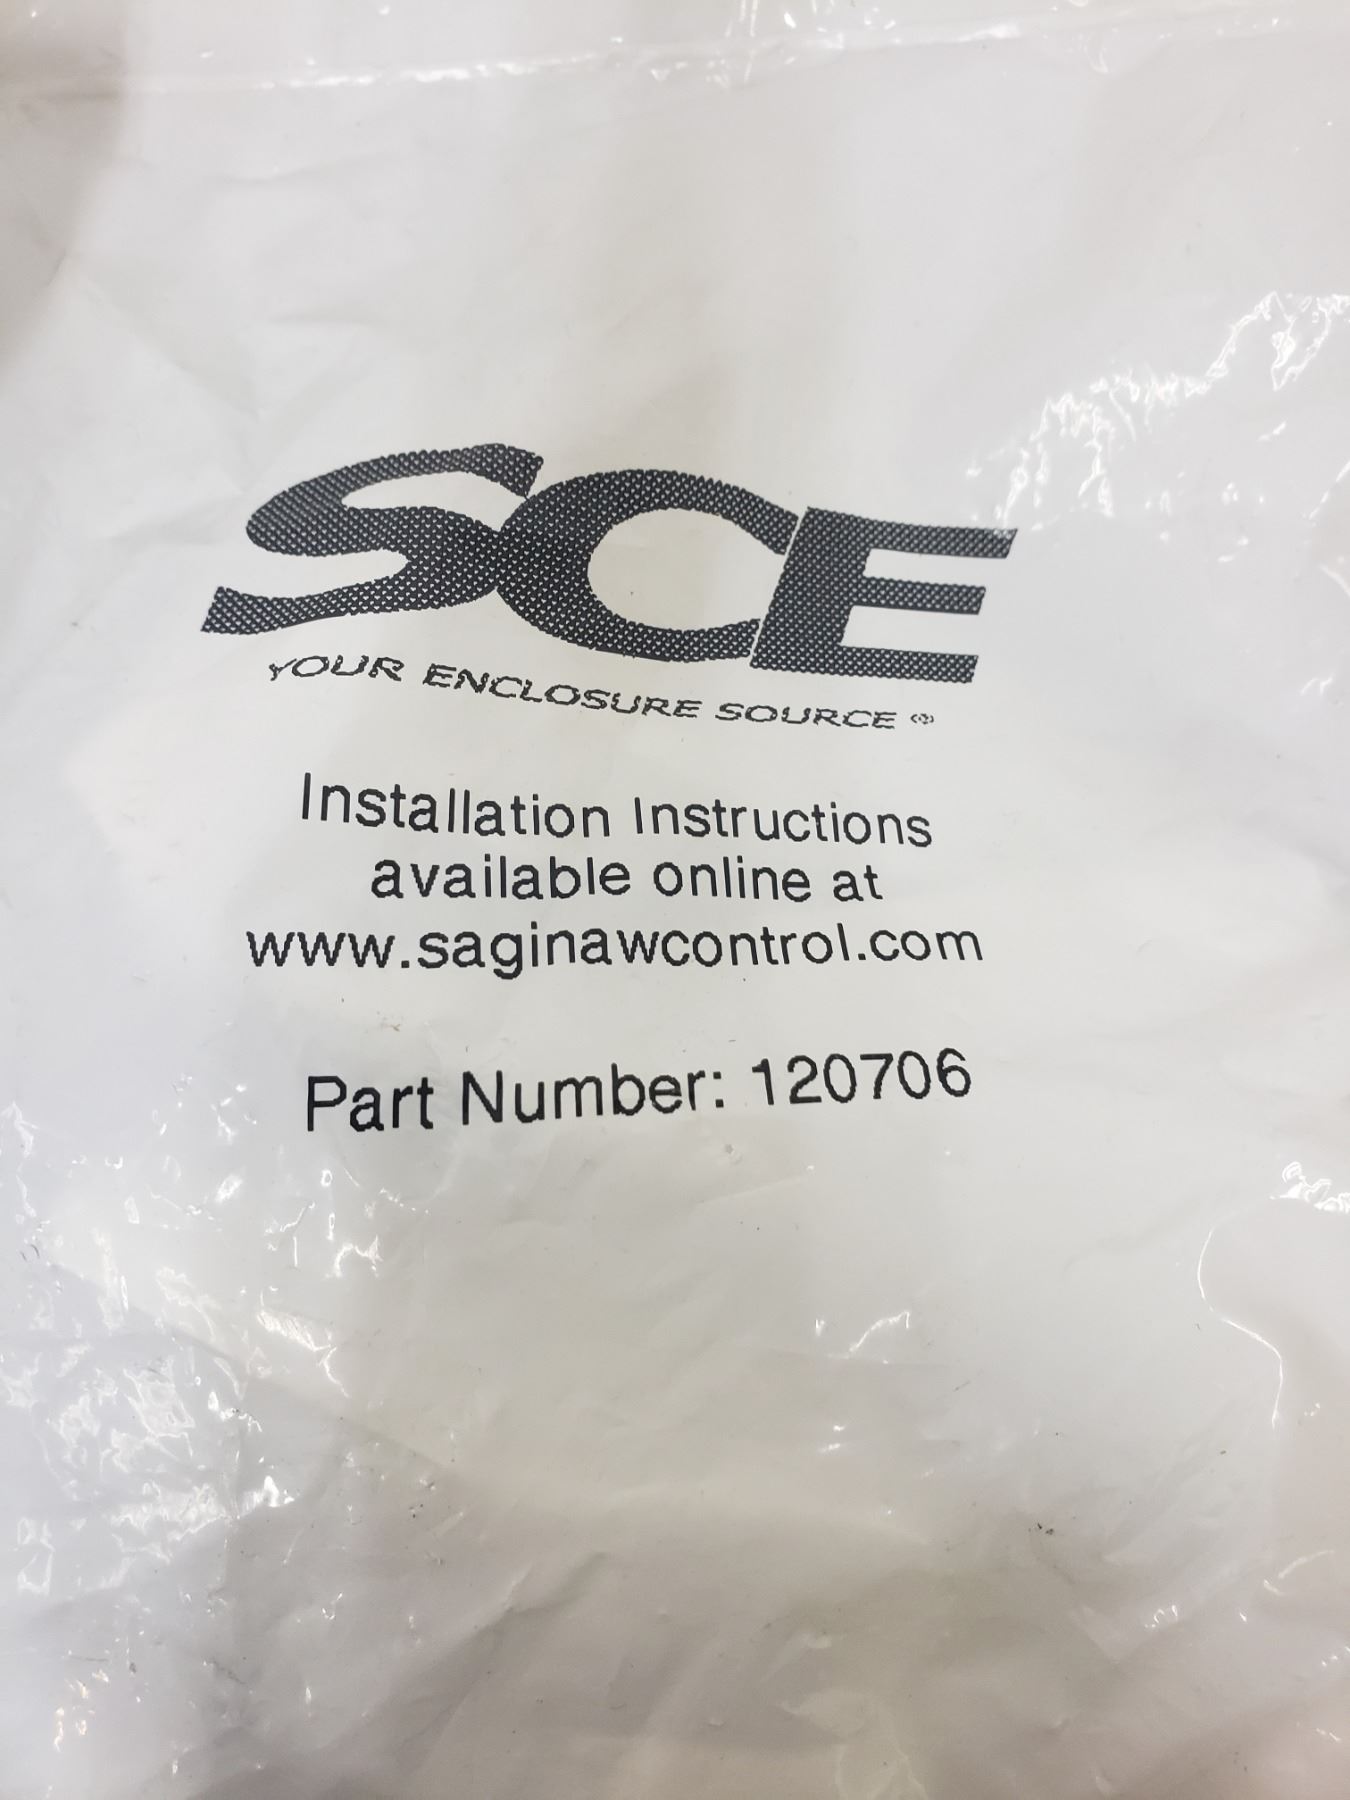 SCE
YOUR ENCLOSURE SOURCE ®
Installation Instructions
available online at
www.saginawcontrol.com
Part Number: 120706